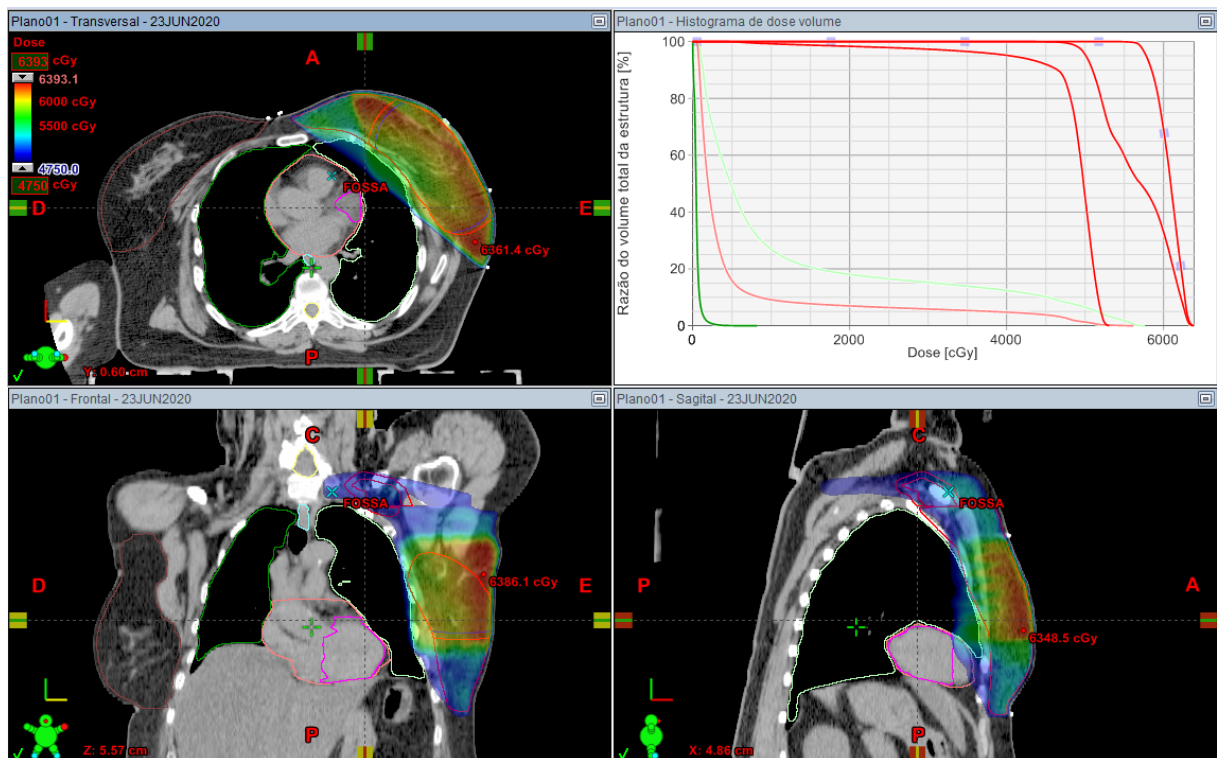 Plano01 - Transversal - 23JUN2020
Dose
6393 cGy
6393.1
6000 cGy
5500 cGy
4750.0
4750 cGy
A
D
E
P
FOSSA
6361.4 cGy
Y: 0.60 cm
Plano01 - Histograma de dose volume
Razão do volume total da estrutura [%]
100
80
60
40
20
0
0
2000
4000
6000
Dose [cGy]
Plano01 - Frontal - 23JUN2020
C
FOSSA
D
E
6386.1 cGy
P
Z: 5.57 cm
Plano01 - Sagital - 23JUN2020
C
FOSSA
P
A
6348.5 cGy
P
X: 4.86 cm